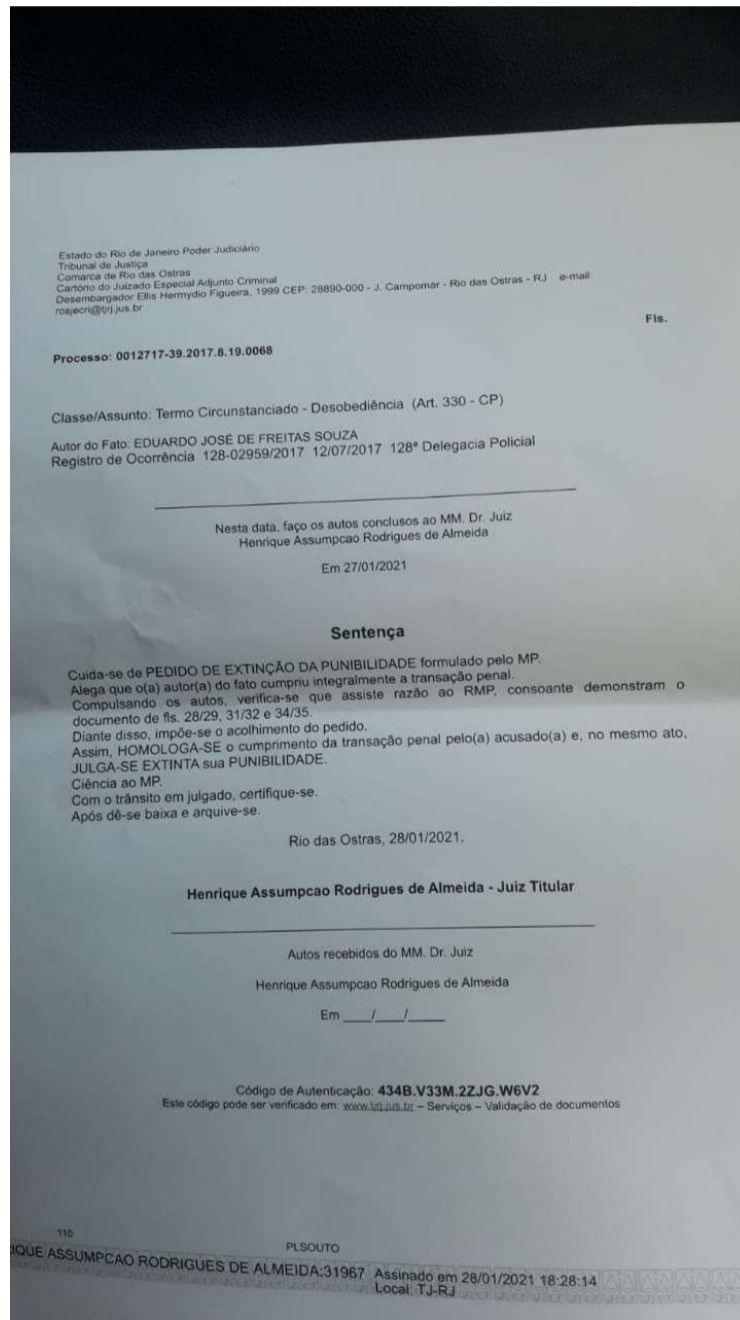 Estado do Rio de Janeiro Poder Judiciário
Tribunal de Justiça
Comarca de Rio das Ostras
Cartório do Juizado Especial Adjunto Criminal
Desembargador Ellis Hermydio Figueira, 1999 CEP: 28890-000 - J. Campomar - Rio das Ostras - RJ e-mail:
rosjecri@tjrj.jus.br
Fls.
Processo: 0012717-39.2017.8.19.0068
Classe/Assunto: Termo Circunstanciado - Desobediência (Art. 330 - CP)
Autor do Fato: EDUARDO JOSÉ DE FREITAS SOUZA
Registro de Ocorrência 128-02959/2017 12/07/2017 128ª Delegacia Policial
Nesta data, faço os autos conclusos ao MM. Dr. Juiz
Henrique Assumpcao Rodrigues de Almeida
Em 27/01/2021
Sentença
Cuida-se de PEDIDO DE EXTINÇÃO DA PUNIBILIDADE formulado pelo MP.
Alega que o(a) autor(a) do fato cumpriu integralmente a transação penal.
Compulsando os autos, verifica-se que assiste razão ao RMP, consoante demonstram o
documento de fls. 28/29, 31/32 e 34/35.
Diante disso, impõe-se o acolhimento do pedido.
Assim, HOMOLOGA-SE o cumprimento da transação penal pelo(a) acusado(a) e, no mesmo ato,
JULGA-SE EXTINTA sua PUNIBILIDADE.
Ciência ao MP.
Com o trânsito em julgado, certifique-se.
Após dê-se baixa e arquive-se.
Rio das Ostras, 28/01/2021.
Henrique Assumpcao Rodrigues de Almeida - Juiz Titular
Autos recebidos do MM. Dr. Juiz
Henrique Assumpcao Rodrigues de Almeida
Em ____/____/_____
Código de Autenticação: 434B.V33M.2ZJG.W6V2
Este código pode ser verificado em: www.tjrj.jus.br – Serviços – Validação de documentos
110
PLSOUTO
IQUE ASSUMPCAO RODRIGUES DE ALMEIDA:31967 Assinado em 28/01/2021 18:28:14
Local: TJ-RJ